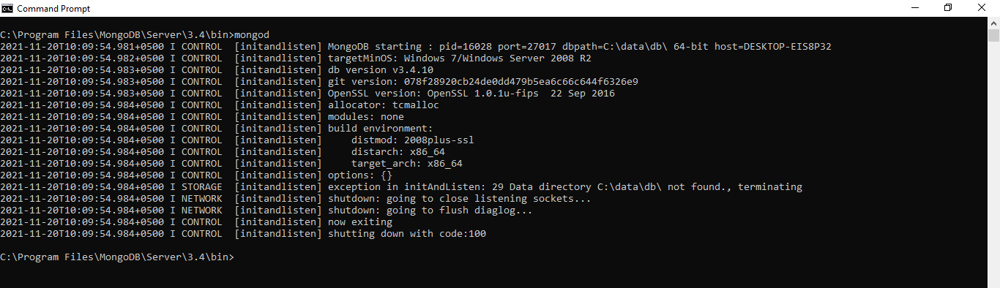 Command Prompt
C:\Program Files\MongoDB\Server\3.4\bin>mongod
2021-11-20T10:09:54.981+0500 I CONTROL  [initandlisten] MongoDB starting : pid=16028 port=27017 dbpath=C:\data\db\ 64-bit host=DESKTOP-EIS8P32
2021-11-20T10:09:54.982+0500 I CONTROL  [initandlisten] targetMinOS: Windows 7/Windows Server 2008 R2
2021-11-20T10:09:54.983+0500 I CONTROL  [initandlisten] db version v3.4.10
2021-11-20T10:09:54.983+0500 I CONTROL  [initandlisten] git version: 078f28920cb24de0dd479b5ea6c66c644f6326e9
2021-11-20T10:09:54.983+0500 I CONTROL  [initandlisten] OpenSSL version: OpenSSL 1.0.1u-fips  22 Sep 2016
2021-11-20T10:09:54.984+0500 I CONTROL  [initandlisten] allocator: tcmalloc
2021-11-20T10:09:54.984+0500 I CONTROL  [initandlisten] modules: none
2021-11-20T10:09:54.984+0500 I CONTROL  [initandlisten] build environment:
2021-11-20T10:09:54.984+0500 I CONTROL  [initandlisten]     distmod: 2008plus-ssl
2021-11-20T10:09:54.984+0500 I CONTROL  [initandlisten]     distarch: x86_64
2021-11-20T10:09:54.984+0500 I CONTROL  [initandlisten]     target_arch: x86_64
2021-11-20T10:09:54.984+0500 I CONTROL  [initandlisten] options: {}
2021-11-20T10:09:54.984+0500 I STORAGE  [initandlisten] exception in initAndListen: 29 Data directory C:\data\db\ not found., terminating
2021-11-20T10:09:54.984+0500 I NETWORK  [initandlisten] shutdown: going to close listening sockets...
2021-11-20T10:09:54.984+0500 I NETWORK  [initandlisten] shutdown: going to flush diaglog...
2021-11-20T10:09:54.984+0500 I CONTROL  [initandlisten] now exiting
2021-11-20T10:09:54.984+0500 I CONTROL  [initandlisten] shutting down with code:100
C:\Program Files\MongoDB\Server\3.4\bin>